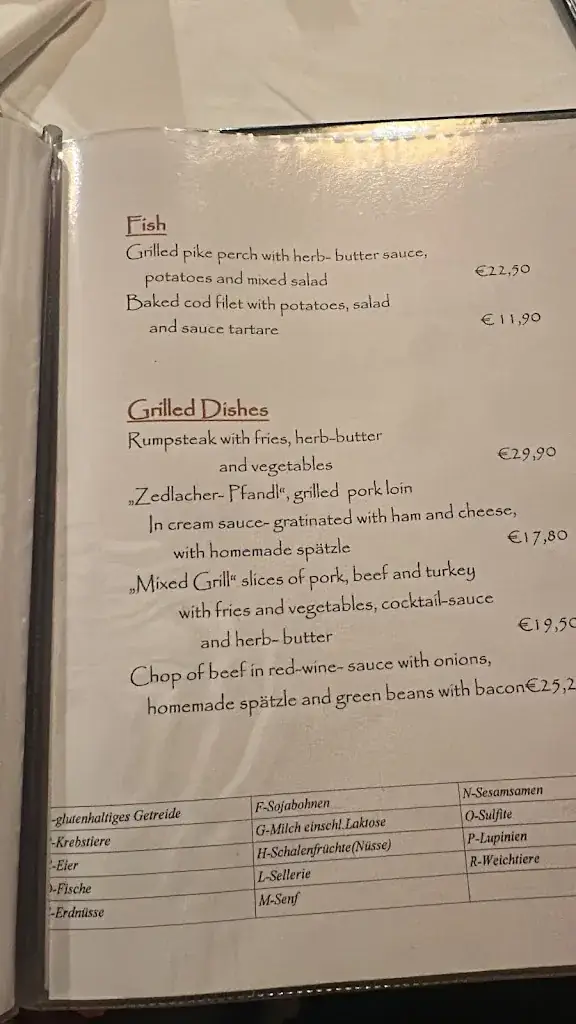 Fish
Grilled pike perch with herb- butter sauce,
potatoes and mixed salad €22,50
Baked cod filet with potatoes, salad
and sauce tartare €11,90
Grilled Dishes
Rumpsteak with fries, herb-butter
and vegetables €29,90
„Zedlacher- Pfandl“, grilled pork loin
In cream sauce- gratinated with ham and cheese,
with homemade spätzle €17,80
„Mixed Grill“ slices of pork, beef and turkey
with fries and vegetables, cocktail-sauce
and herb- butter €19,50
Chop of beef in red-wine- sauce with onions,
homemade spätzle and green beans with bacon€25,2
-glutenhaltiges Getreide F-Sojabohnen N-Sesamsamen
-Krebstiere G-Milch einschl.Laktose O-Sulfite
-Eier H-Schalenfrüchte(Nüsse) P-Lupinien
-Fische L-Sellerie R-Weichtiere
-Erdnüsse M-Senf